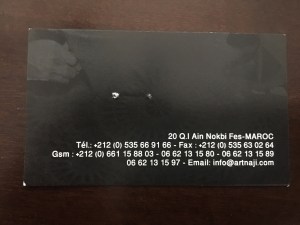 20 Q.I Ain Nokbi Fes-MAROC
Tél.: +212 (0) 535 66 91 66 - Fax : +212 (0) 535 63 02 64
Gsm : +212 (0) 661 15 88 03 - 06 62 13 15 80 - 06 62 13 15 89
06 62 13 15 97 - Email: info@artnaji.com